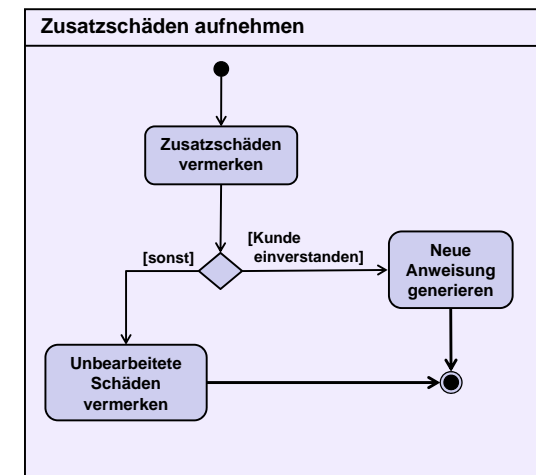 Zusatzschäden aufnehmen
Zusatzschäden
vermerken
[Kunde
einverstanden]
[sonst]
Neue
Anweisung
generieren
Unbearbeitete
Schäden
vermerken